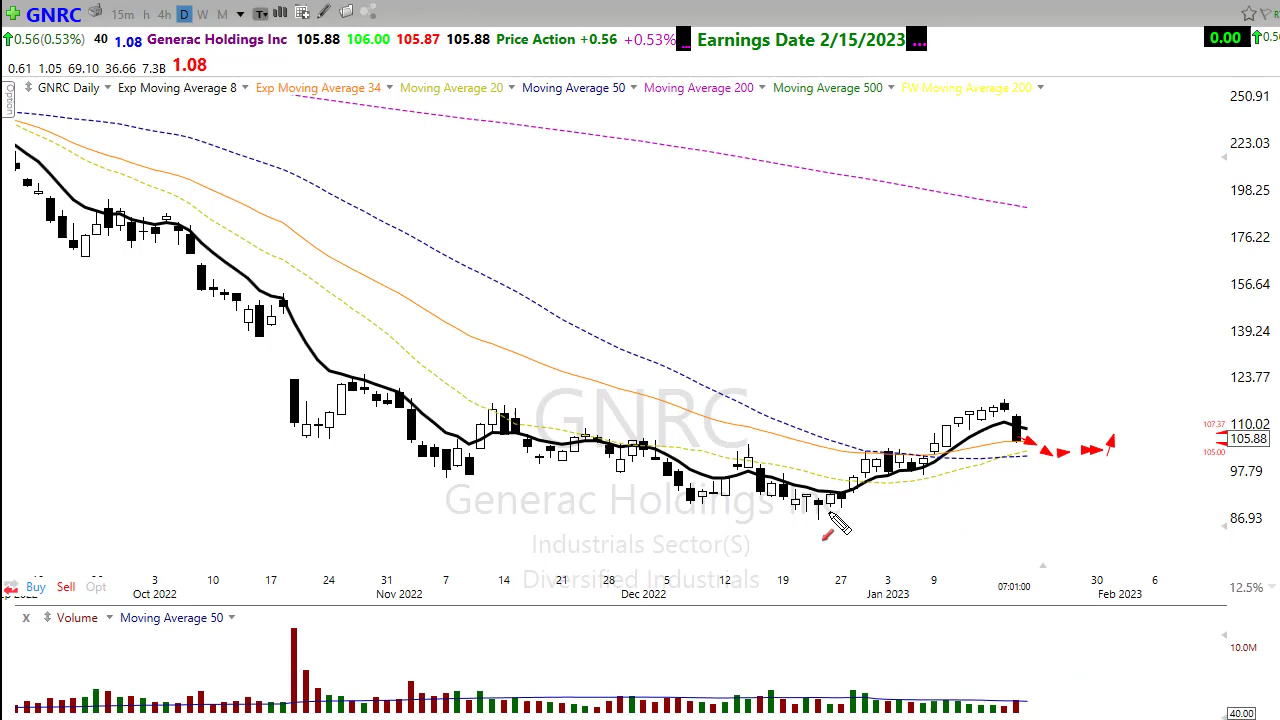 GNRC 15m h 4h D W M T
0.56(0.53%) 40 1.08 Generac Holdings Inc 105.88 106.00 105.87 105.88 Price Action +0.56 +0.53% ... Earnings Date 2/15/2023 ... 0.00
0.61 1.05 69.10 36.66 7.3B 1.08
Option
GNRC Daily Exp Moving Average 8 Exp Moving Average 34 Moving Average 20 Moving Average 50 Moving Average 200 Moving Average 500 FW Moving Average 200
250.91
223.03
198.25
176.22
156.64
139.24
123.77
110.02
107.37
105.88
105.00
97.79
86.93
GNRC
Generac Holdings
Industrials Sector(S)
Diversified Industrials
Buy Sell Opt
3 10 17 24 31 7 14 21 28 5 12 19 27 3 9 07:01:00 30 6
12.5%
Oct 2022 Nov 2022 Dec 2022 Jan 2023 Feb 2023
x Volume Moving Average 50
10.0M
40.00